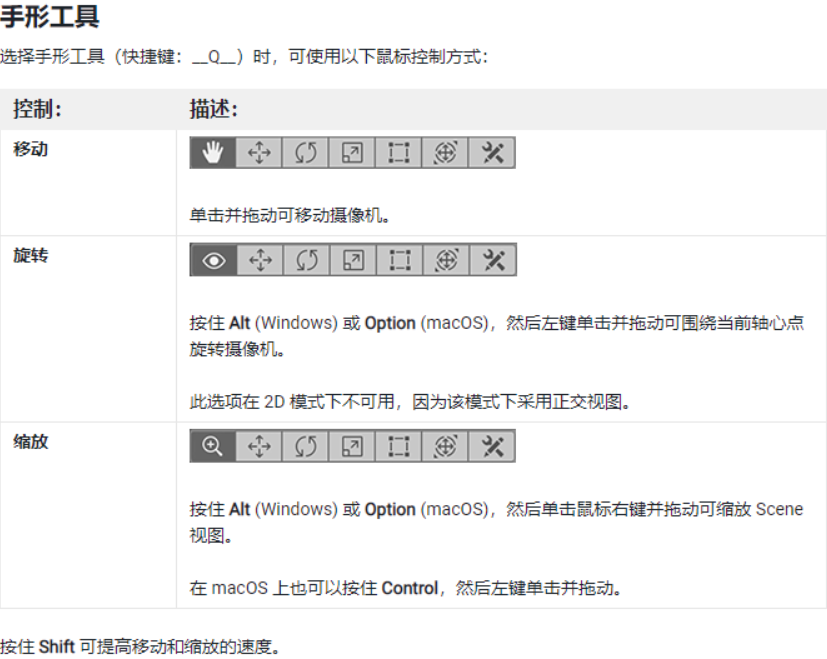 手形工具
选择手形工具（快捷键：__Q__）时，可使用以下鼠标控制方式：
控制： 描述：
移动
单击并拖动可移动摄像机。
旋转
按住 Alt (Windows) 或 Option (macOS)，然后左键单击并拖动可围绕当前轴心点
旋转摄像机。
此选项在 2D 模式下不可用，因为该模式下采用正交视图。
缩放
按住 Alt (Windows) 或 Option (macOS)，然后单击鼠标右键并拖动可缩放 Scene
视图。
在 macOS 上也可以按住 Control，然后左键单击并拖动。
按住 Shift 可提高移动和缩放的速度。